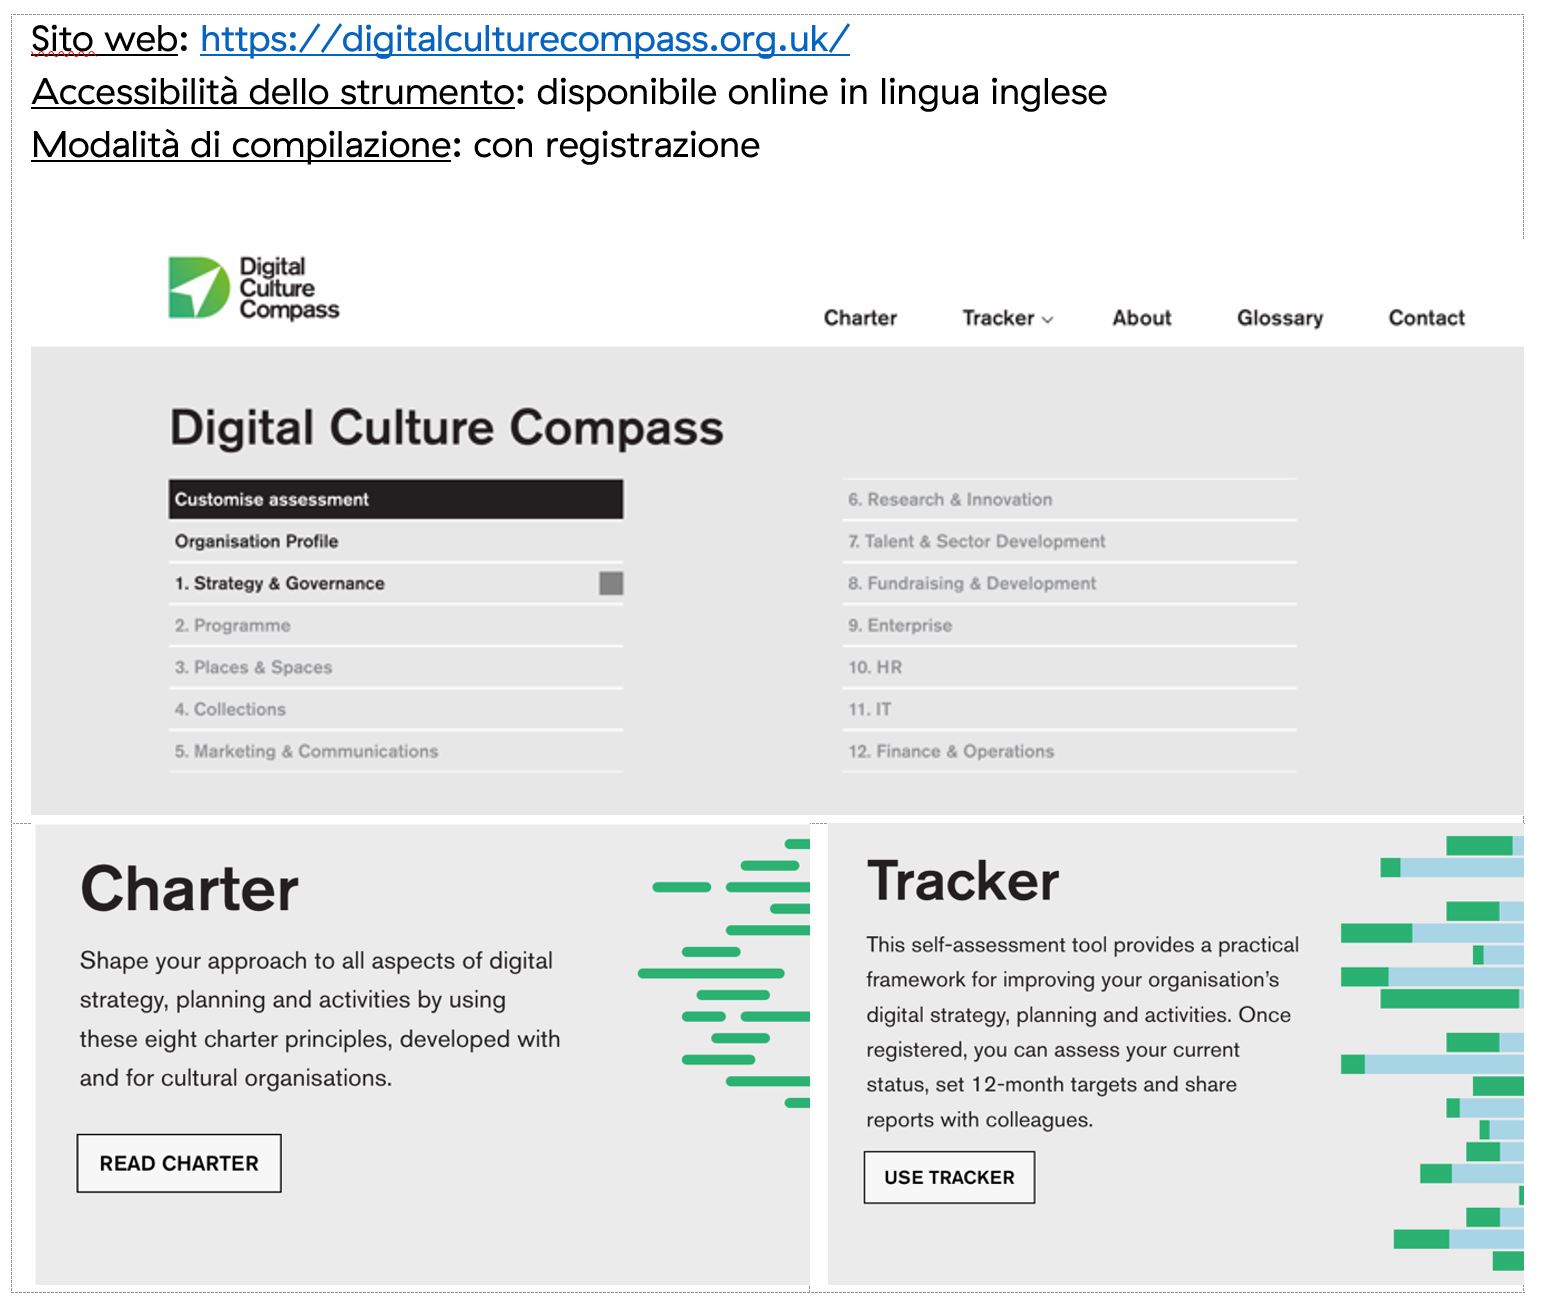 Sito web: https://digitalculturecompass.org.uk/
Accessibilità dello strumento: disponibile online in lingua inglese
Modalità di compilazione: con registrazione
Digital
Culture
Compass
Charter Tracker About Glossary Contact
Digital Culture Compass
Customise assessment
Organisation Profile
1. Strategy & Governance
2. Programme
3. Places & Spaces
4. Collections
5. Marketing & Communications
6. Research & Innovation
7. Talent & Sector Development
8. Fundraising & Development
9. Enterprise
10. HR
11. IT
12. Finance & Operations
Charter
Shape your approach to all aspects of digital
strategy, planning and activities by using
these eight charter principles, developed with
and for cultural organisations.
READ CHARTER
Tracker
This self-assessment tool provides a practical
framework for improving your organisation's
digital strategy, planning and activities. Once
registered, you can assess your current
status, set 12-month targets and share
reports with colleagues.
USE TRACKER